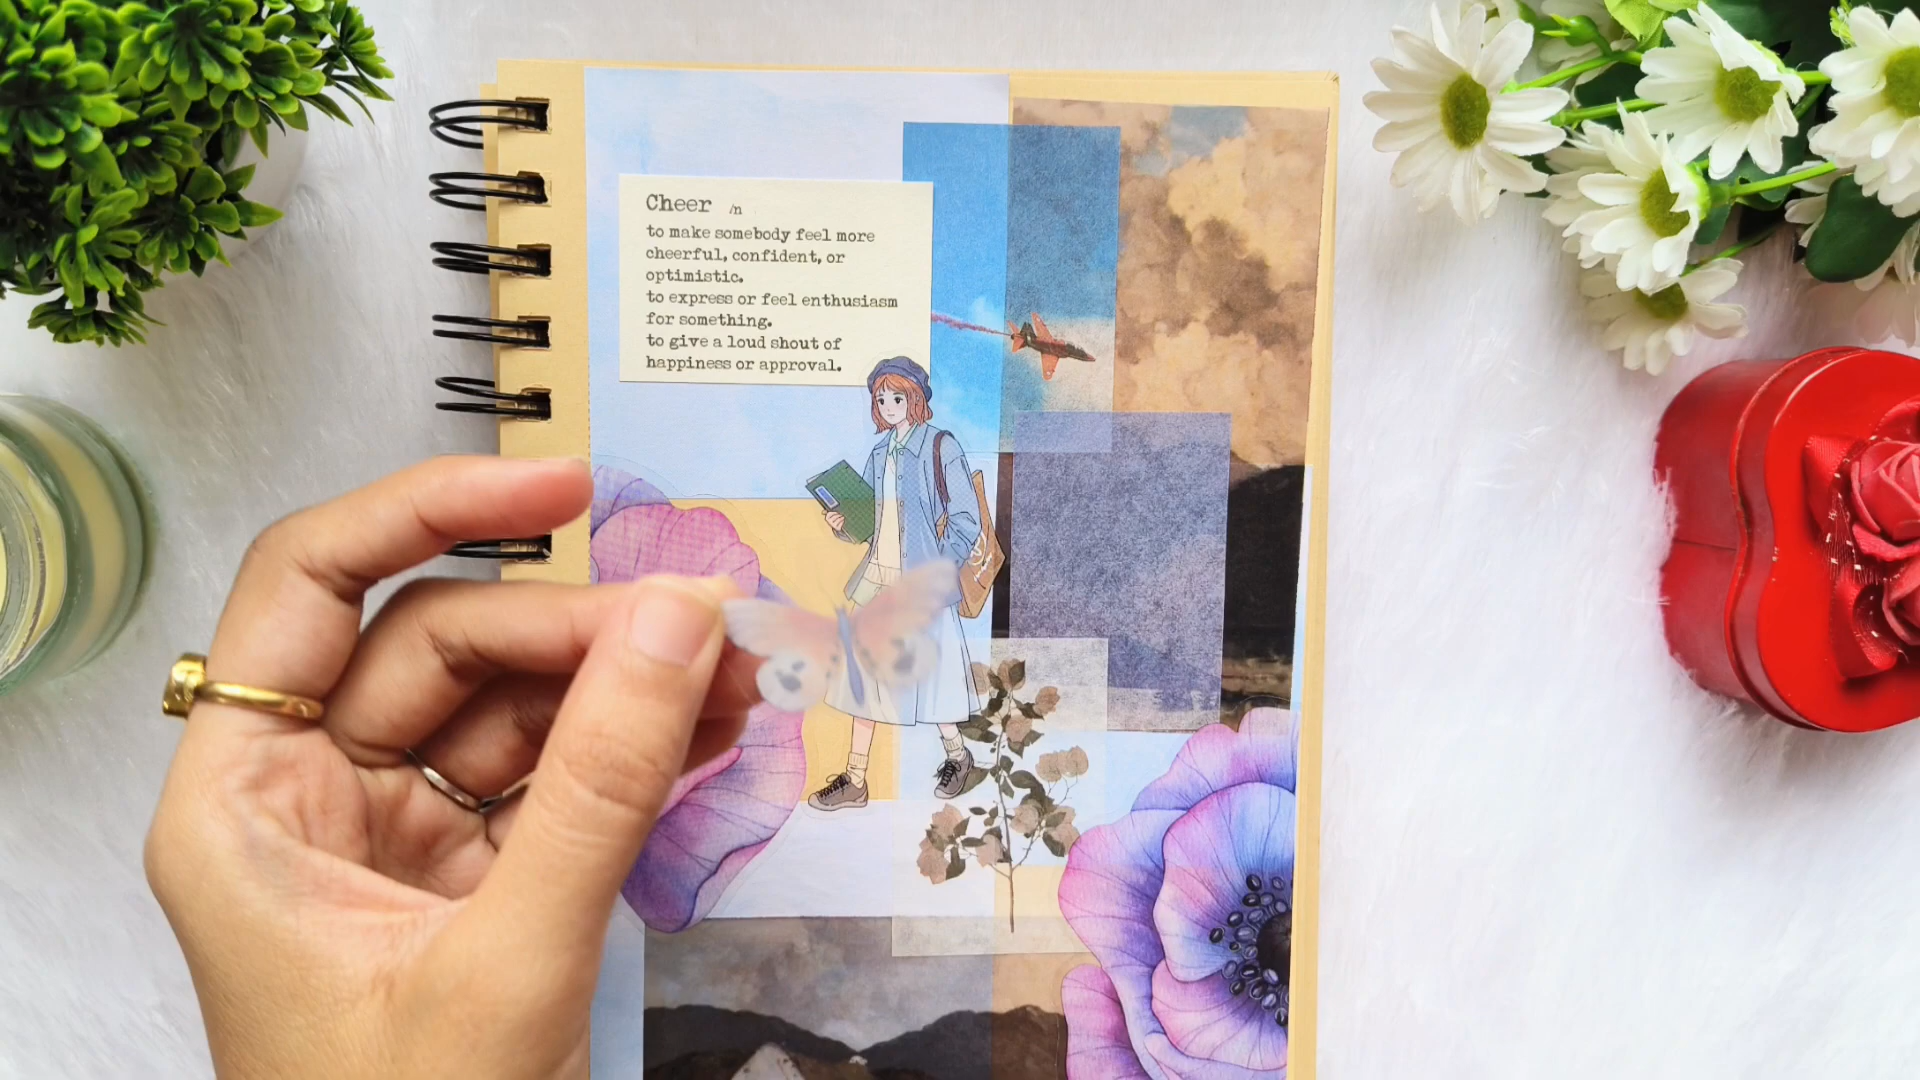 Cheer /n
to make somebody feel more
cheerful, confident, or
optimistic.
to express or feel enthusiasm
for something.
to give a loud shout of
happiness or approval.